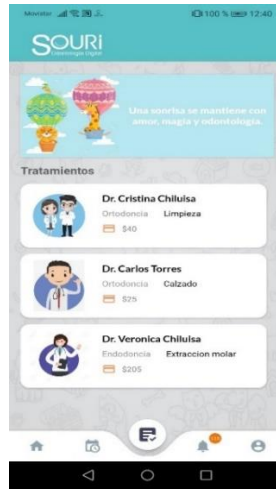 Movistar
100 % 12:40
SOURi
Odontología Digital
Una sonrisa se mantiene con
amor, magia y odontología.
Tratamientos
Dr. Cristina Chiluisa
Ortodoncia Limpieza
$40
Dr. Carlos Torres
Ortodoncia Calzado
$25
Dr. Veronica Chiluisa
Endodoncia Extraccion molar
$205